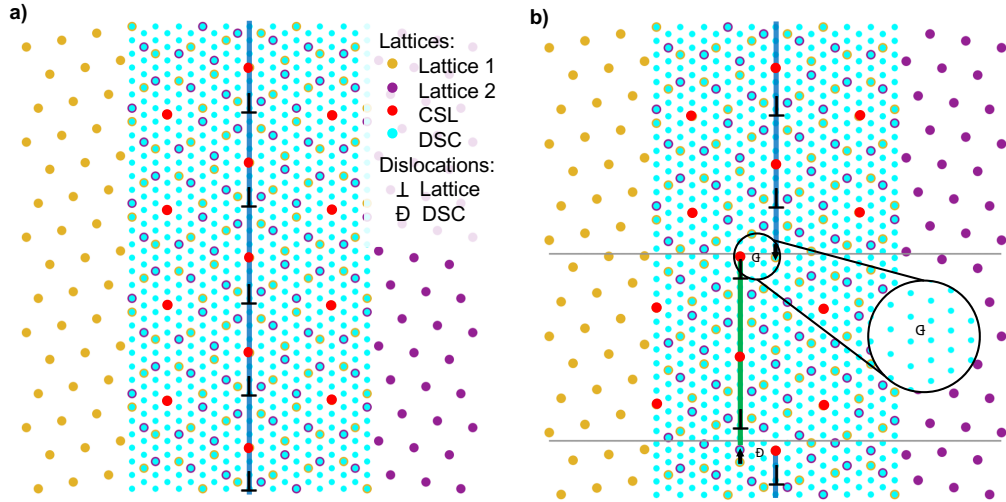 a)
Lattices:
Lattice 1
Lattice 2
CSL
DSC
Dislocations:
⊥ Lattice
Đ DSC
b)
Đ